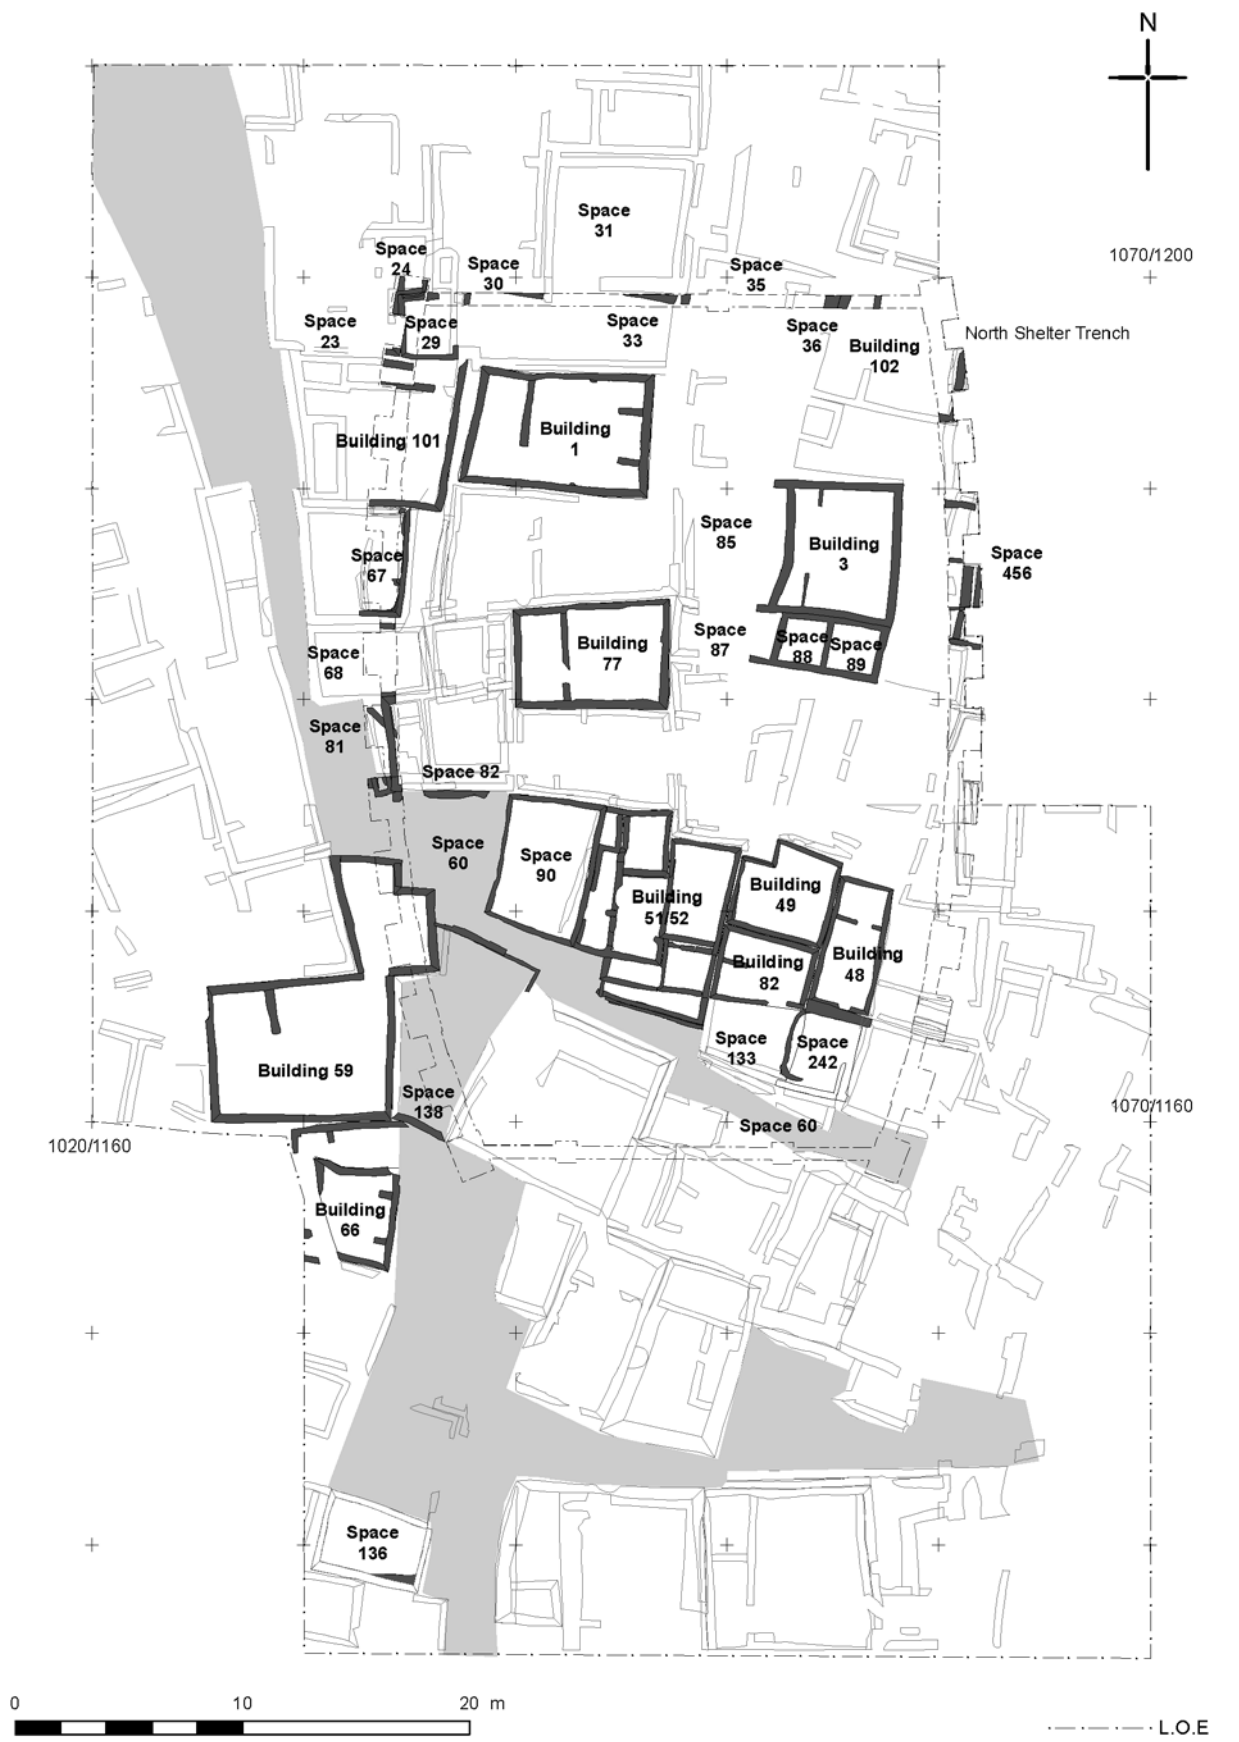 N
Space
31
Space
24
Space
30
Space
35
1070/1200
Space
23
Space
29
Space
33
Space
36
Building
102
North Shelter Trench
Building 101
Building
1
Space
85
Building
3
Space
456
Space
67
Space
68
Building
77
Space
87
Space
88
Space
89
Space
81
Space 82
Space
60
Space
90
Building
51/52
Building
49
Building
48
Building
82
Space
133
Space
242
Building 59
Space
138
Space 60
1070/1160
1020/1160
Building
66
Space
136
0 10 20 m
L.O.E